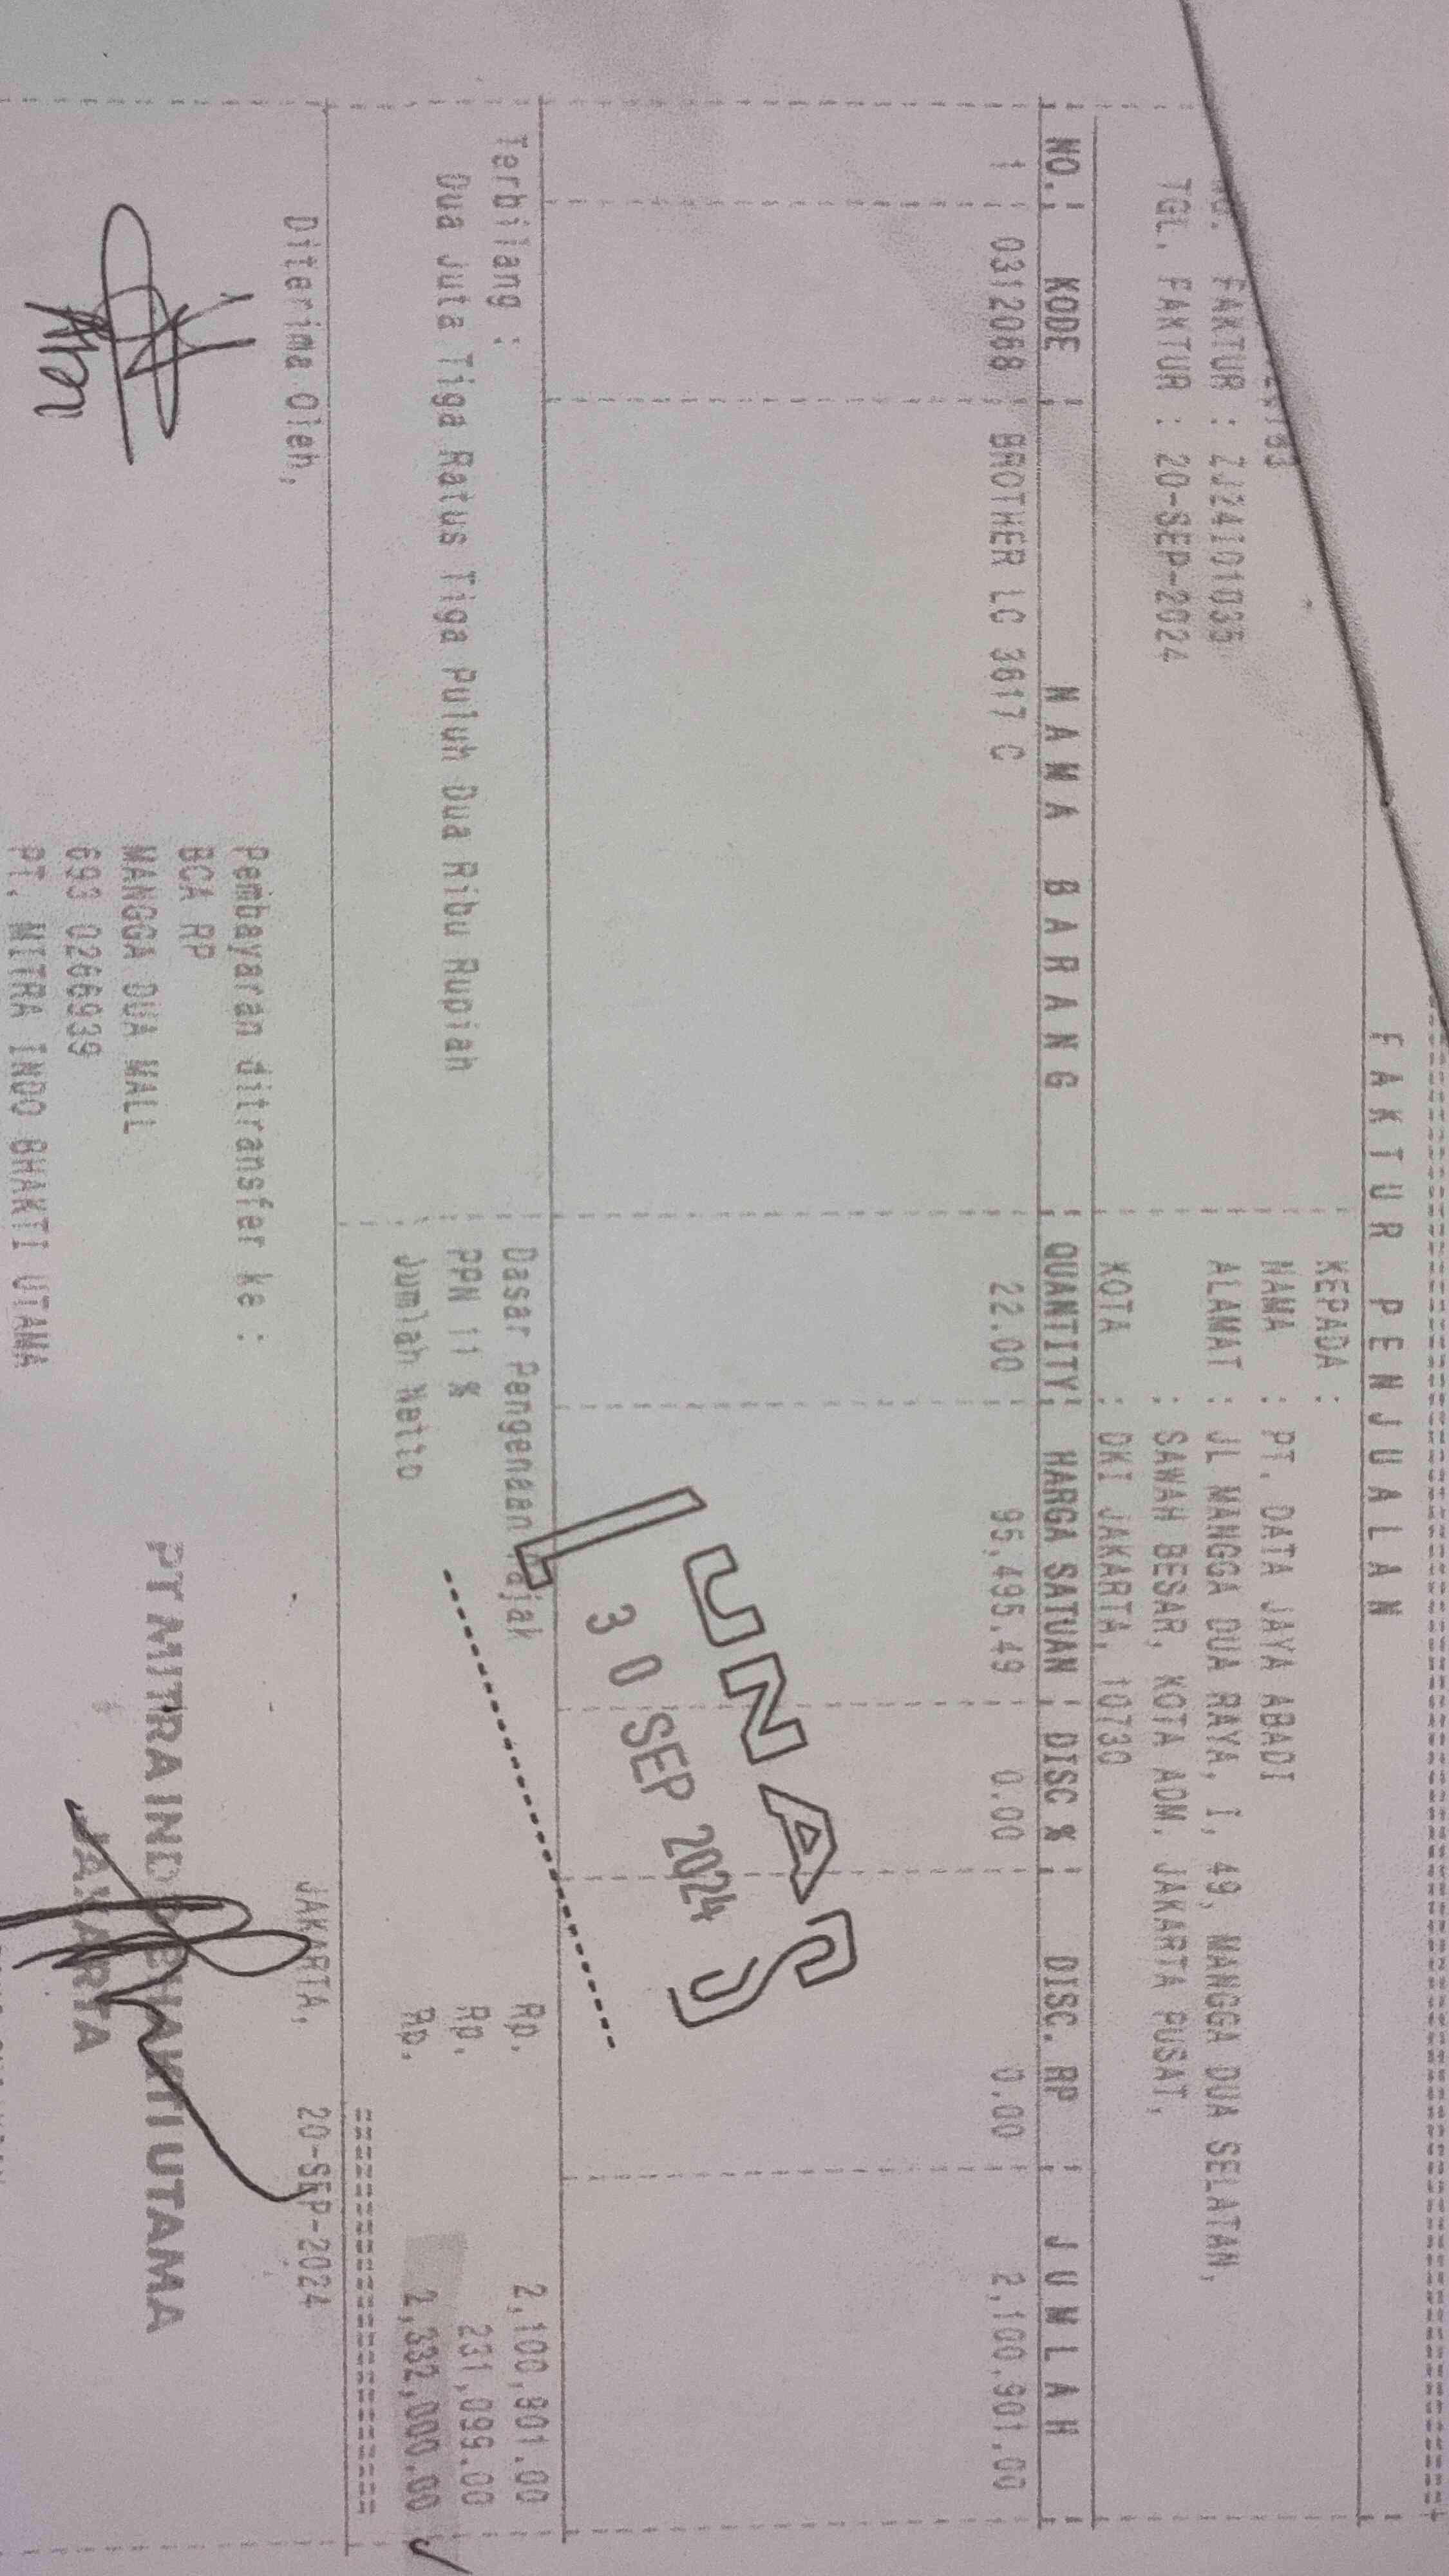 FAKTUR PENJUALAN
KEPADA :
NAMA : PT. DATA JAYA ABADI
FAKTUR : ZJ24I01035
ALAMAT : JL MANGGA DUA RAYA, I, 49, MANGGA DUA SELATAN,
TGL. FAKTUR : 20-SEP-2024
: SAWAH BESAR, KOTA ADM. JAKARTA PUSAT,
KOTA : DKI JAKARTA, 10730
NO. KODE NAMA BARANG QUANTITY HARGA SATUAN DISC % DISC. RP JUMLAH
1 0312068 BROTHER LC 3617 C 22.00 95,495.49 0.00 0.00 2,100,901.00
LUNAS
30 SEP 2024
Terbilang : Dasar Pengenaan Pajak Rp. 2,100,901.00
Dua Juta Tiga Ratus Tiga Puluh Dua Ribu Rupiah PPN 11 % Rp. 231,099.00
Jumlah Netto Rp. 2,332,000.00
Diterima Oleh, JAKARTA, 20-SEP-2024
Pembayaran ditransfer ke :
BCA RP
MANGGA DUA MALL
693 0266939
PT. MITRA INDO BHAKTI UTAMA
PT MITRA INDO BHAKTI UTAMA
JAKARTA